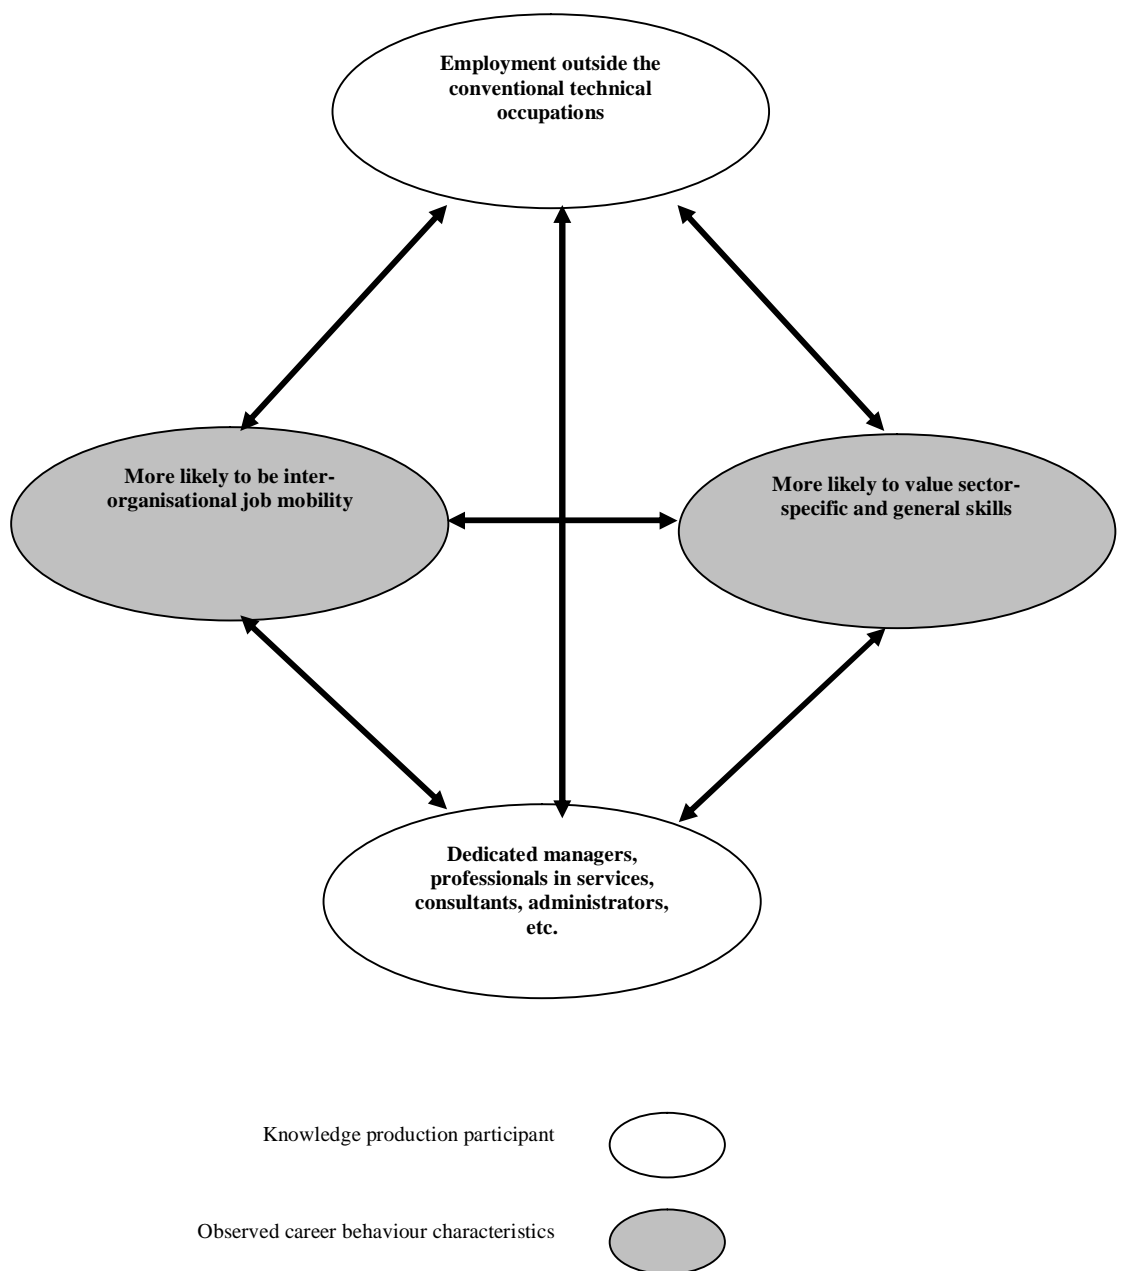 Employment outside the
conventional technical
occupations
More likely to be inter-
organisational job mobility
More likely to value sector-
specific and general skills
Dedicated managers,
professionals in services,
consultants, administrators,
etc.
Knowledge production participant
Observed career behaviour characteristics